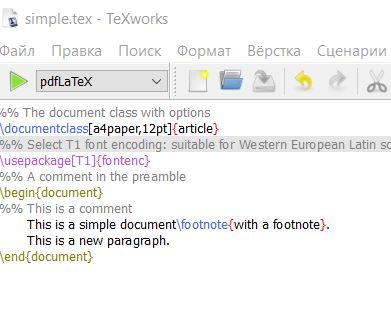 simple.tex - TeXworks
Файл Правка Поиск Формат Вёрстка Сценарии
pdfLaTeX
%% The document class with options
\documentclass[a4paper,12pt]{article}
%% Select T1 font encoding: suitable for Western European Latin
\usepackage[T1]{fontenc}
%% A comment in the preamble
\begin{document}
%% This is a comment
This is a simple document\footnote{with a footnote}.
This is a new paragraph.
\end{document}